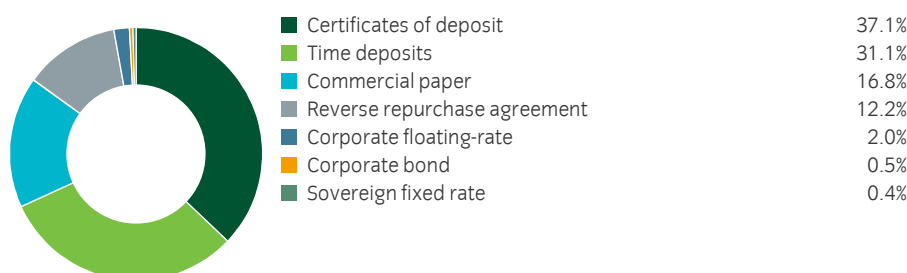 Certificates of deposit 37.1%
Time deposits 31.1%
Commercial paper 16.8%
Reverse repurchase agreement 12.2%
Corporate floating-rate 2.0%
Corporate bond 0.5%
Sovereign fixed rate 0.4%